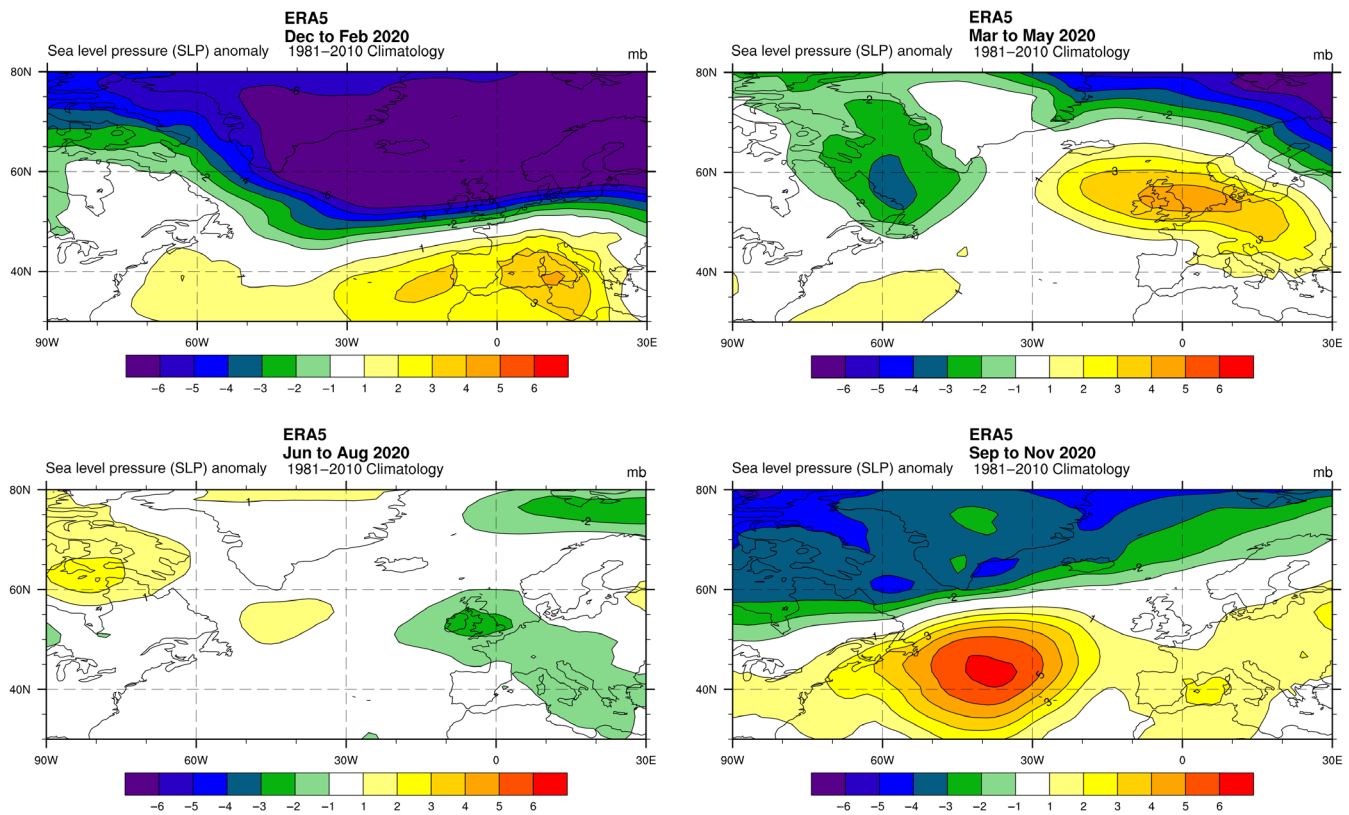 ERA5
Dec to Feb 2020
Sea level pressure (SLP) anomaly 1981−2010 Climatology
mb
80N
60N
40N
90W 60W 30W 0 30E
−6 −5 −4 −3 −2 −1 1 2 3 4 5 6
ERA5
Mar to May 2020
Sea level pressure (SLP) anomaly 1981−2010 Climatology
mb
80N
60N
40N
90W 60W 30W 0 30E
−6 −5 −4 −3 −2 −1 1 2 3 4 5 6
ERA5
Jun to Aug 2020
Sea level pressure (SLP) anomaly 1981−2010 Climatology
mb
80N
60N
40N
90W 60W 30W 0 30E
−6 −5 −4 −3 −2 −1 1 2 3 4 5 6
ERA5
Sep to Nov 2020
Sea level pressure (SLP) anomaly 1981−2010 Climatology
mb
80N
60N
40N
90W 60W 30W 0 30E
−6 −5 −4 −3 −2 −1 1 2 3 4 5 6